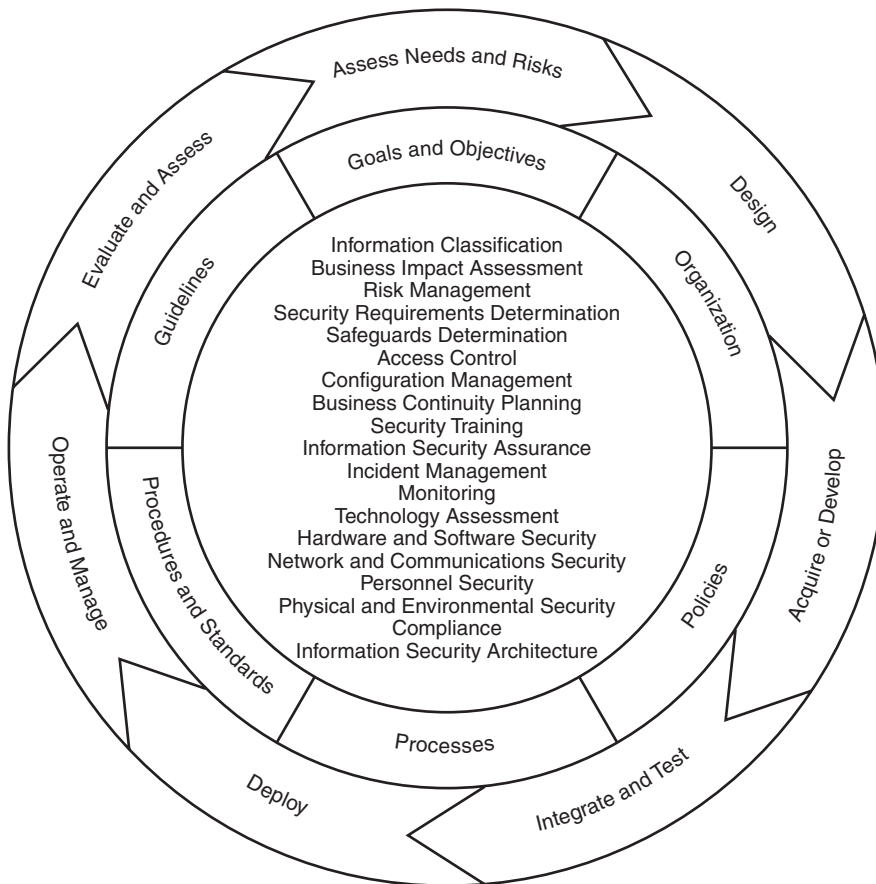 Assess Needs and Risks
Design
Acquire or Develop
Integrate and Test
Deploy
Operate and Manage
Evaluate and Assess
Goals and Objectives
Organization
Policies
Processes
Procedures and Standards
Guidelines
Information Classification
Business Impact Assessment
Risk Management
Security Requirements Determination
Safeguards Determination
Access Control
Configuration Management
Business Continuity Planning
Security Training
Information Security Assurance
Incident Management
Monitoring
Technology Assessment
Hardware and Software Security
Network and Communications Security
Personnel Security
Physical and Environmental Security
Compliance
Information Security Architecture